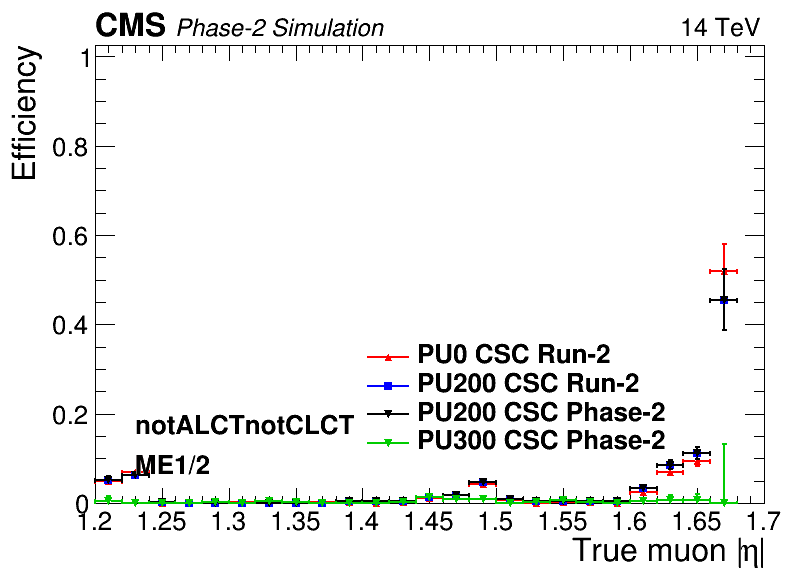 CMS Phase-2 Simulation 14 TeV
Efficiency
1
0.8
0.6
0.4
0.2
0
PU0 CSC Run-2
PU200 CSC Run-2
PU200 CSC Phase-2
PU300 CSC Phase-2
notALCTnotCLCT
ME1/2
1.2 1.25 1.3 1.35 1.4 1.45 1.5 1.55 1.6 1.65 1.7
True muon |η|